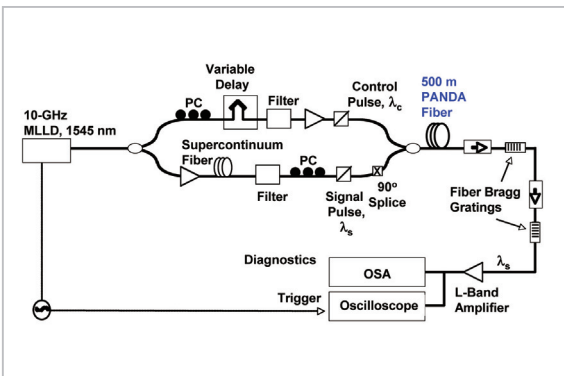 Variable
Delay
PC
Filter
Control
Pulse, λc
500 m
PANDA
Fiber
10-GHz
MLLD, 1545 nm
Supercontinuum
Fiber
PC
Filter
Signal
Pulse,
λs
90º
Splice
Fiber Bragg
Gratings
Diagnostics
OSA
λs
L-Band
Amplifier
Trigger
Oscilloscope